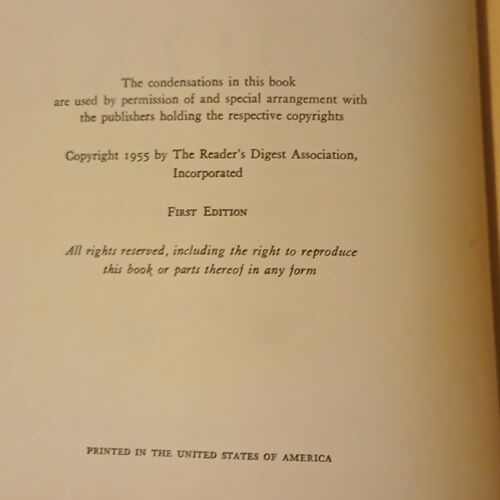 The condensations in this book
are used by permission of and special arrangement with
the publishers holding the respective copyrights
Copyright 1955 by The Reader's Digest Association,
Incorporated
First Edition
All rights reserved, including the right to reproduce
this book or parts thereof in any form
PRINTED IN THE UNITED STATES OF AMERICA